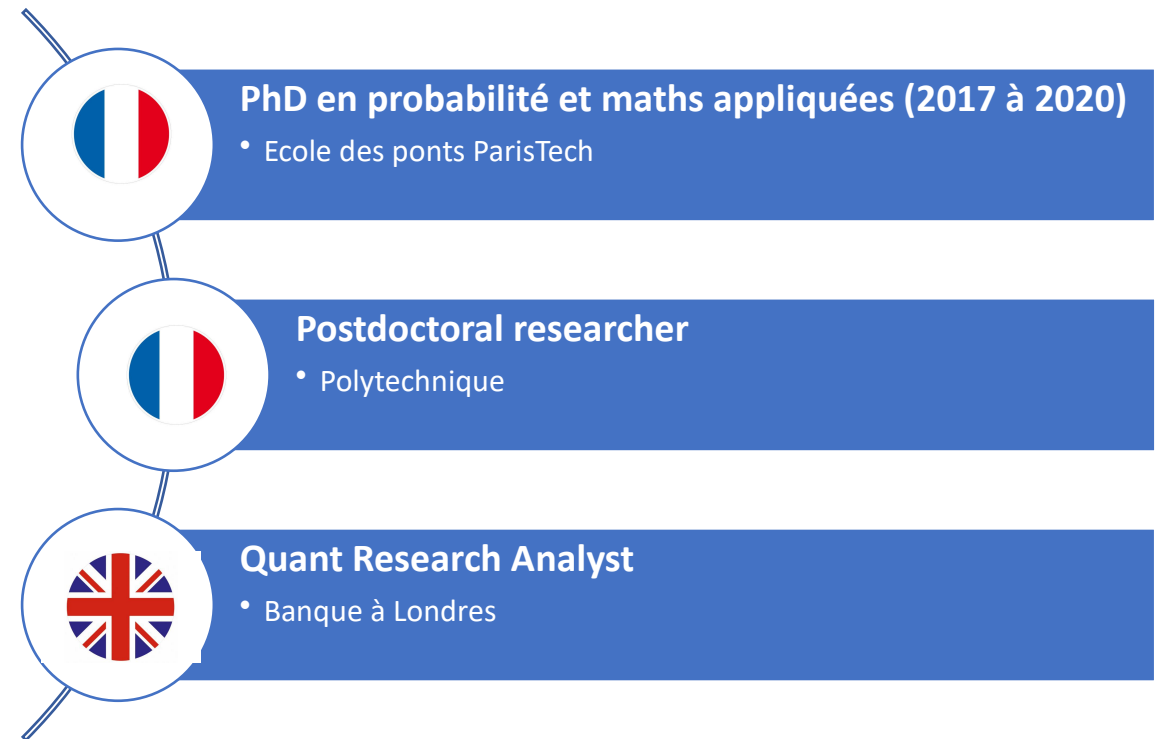 PhD en probabilité et maths appliquées (2017 à 2020)
• Ecole des ponts ParisTech
Postdoctoral researcher
• Polytechnique
Quant Research Analyst
• Banque à Londres